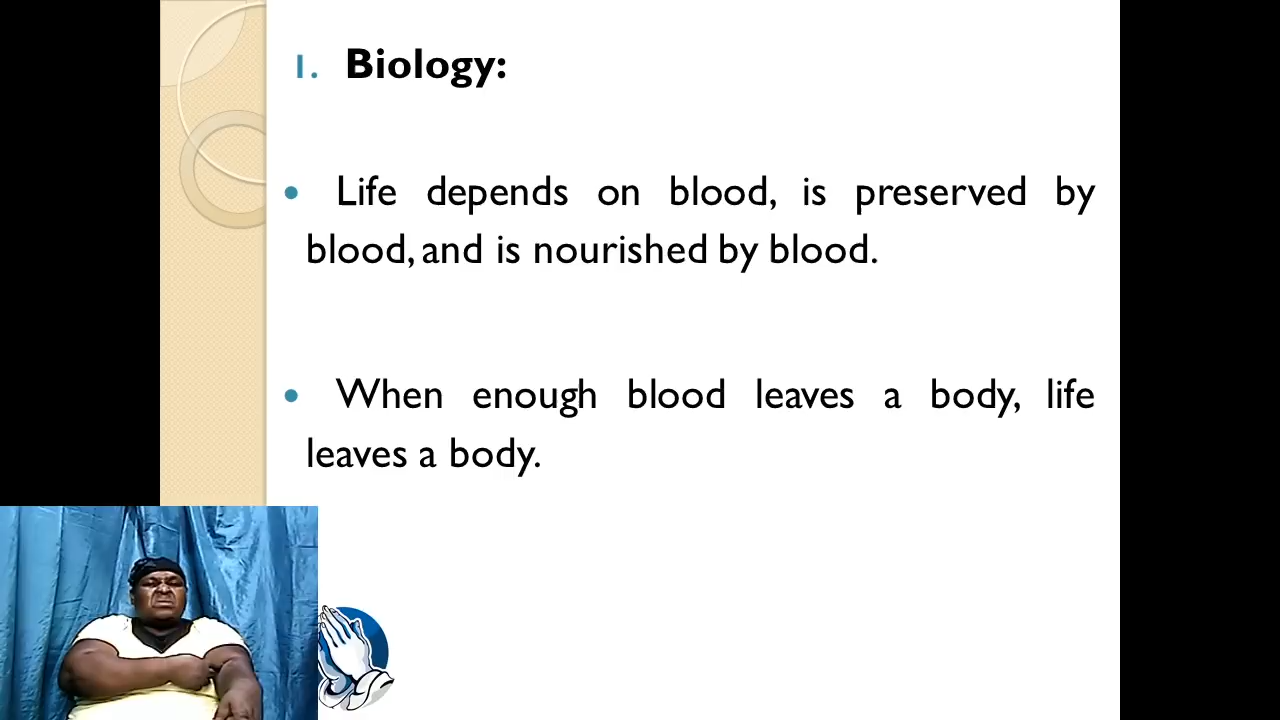 1. Biology:
• Life depends on blood, is preserved by
blood, and is nourished by blood.
• When enough blood leaves a body, life
leaves a body.